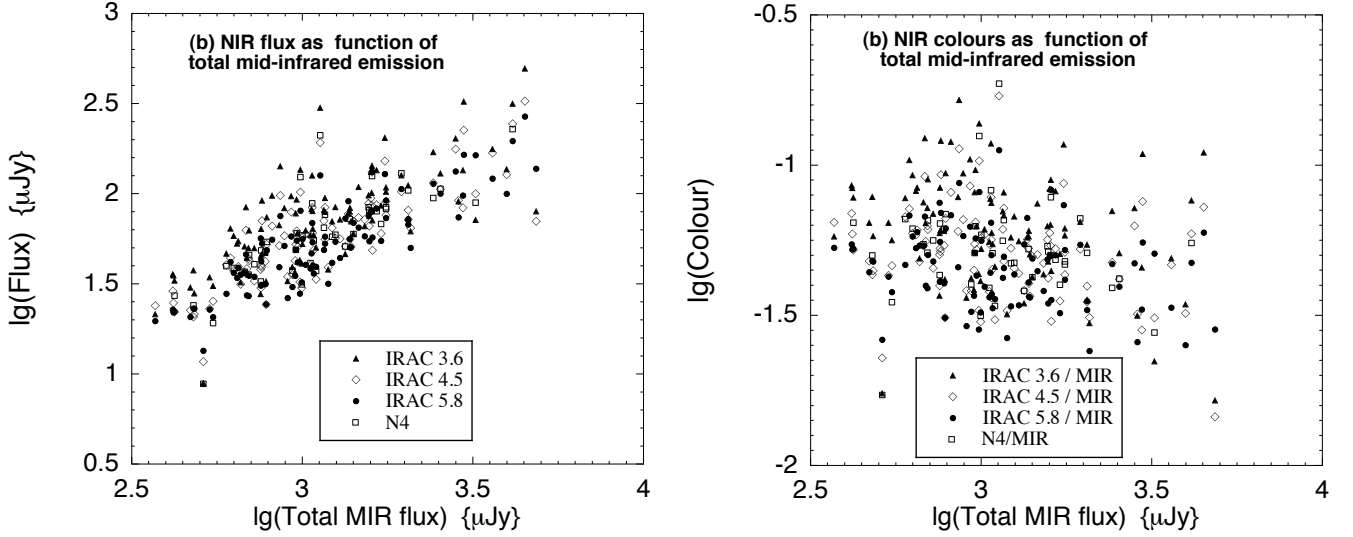 3
2.5
2
1.5
1
0.5
lg(Flux) {μJy}
(b) NIR flux as function of
total mid-infrared emission
IRAC 3.6
IRAC 4.5
IRAC 5.8
N4
2.5
3
3.5
4
lg(Total MIR flux) {μJy}
-0.5
-1
-1.5
-2
lg(Colour)
(b) NIR colours as function of
total mid-infrared emission
IRAC 3.6 / MIR
IRAC 4.5 / MIR
IRAC 5.8 / MIR
N4/MIR
2.5
3
3.5
4
lg(Total MIR flux) {μJy}